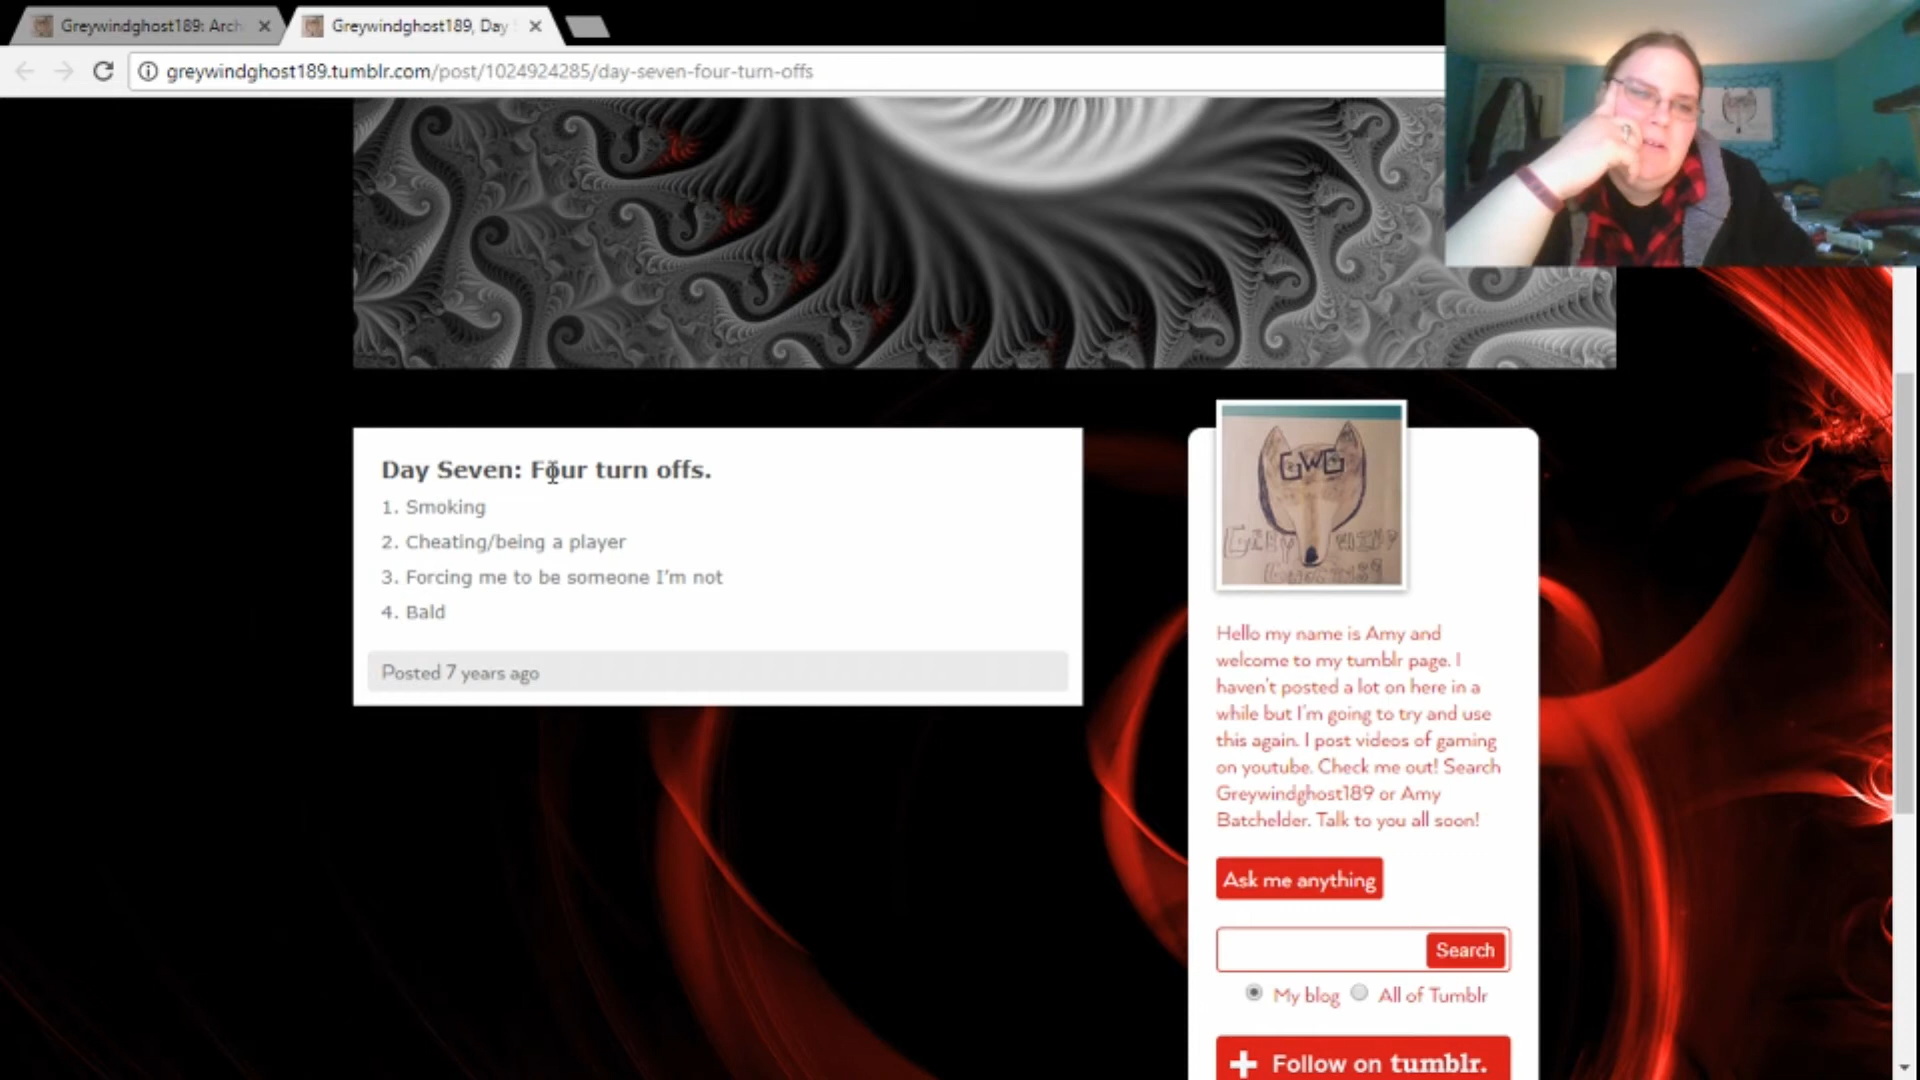 Greywindghost189: Arch
Greywindghost189, Day
greywindghost189.tumblr.com/post/1024924285/day-seven-four-turn-offs
Day Seven: Four turn offs.
1. Smoking
2. Cheating/being a player
3. Forcing me to be someone I'm not
4. Bald
Posted 7 years ago
GWG
Hello my name is Amy and
welcome to my tumblr page. I
haven't posted a lot on here in a
while but I'm going to try and use
this again. I post videos of gaming
on youtube. Check me out! Search
Greywindghost189 or Amy
Batchelder. Talk to you all soon!
Ask me anything
Search
My blog All of Tumblr
Follow on tumblr.